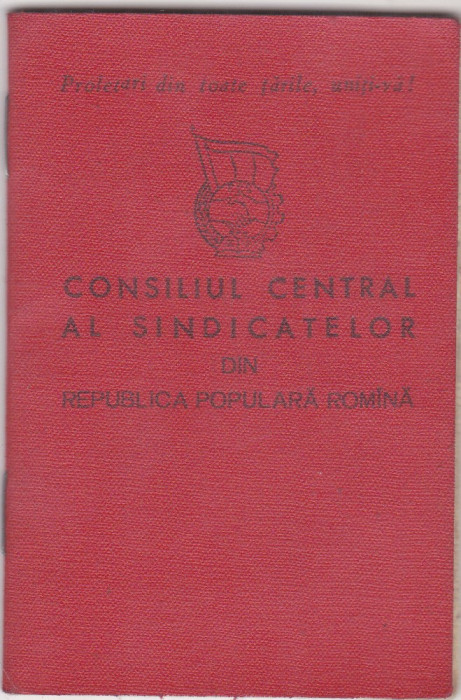 Proletari din toate țările, uniți-vă!
CONSILIUL CENTRAL
AL SINDICATELOR
DIN
REPUBLICA POPULARĂ ROMÎNĂ